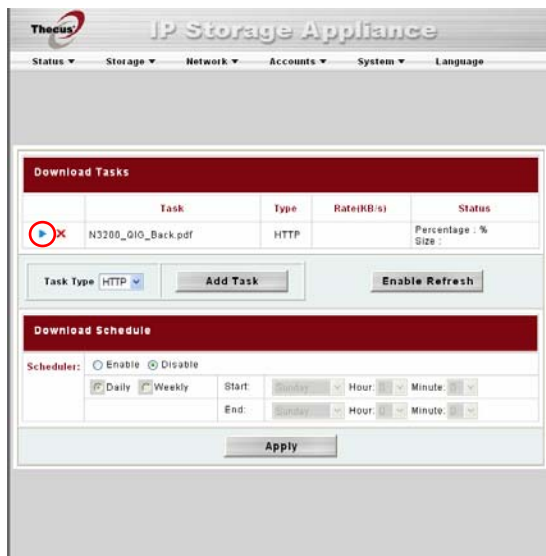 Thecus
IP Storage Appliance
Status Storage Network Accounts System Language
Download Tasks
Task Type Rate(KB/s) Status
N3200_QIG_Back.pdf HTTP Percentage : %
Size :
Task Type HTTP Add Task Enable Refresh
Download Schedule
Scheduler: Enable Disable
Daily Weekly Start: Sunday Hour: 0 Minute: 0
End: Sunday Hour: 0 Minute: 0
Apply